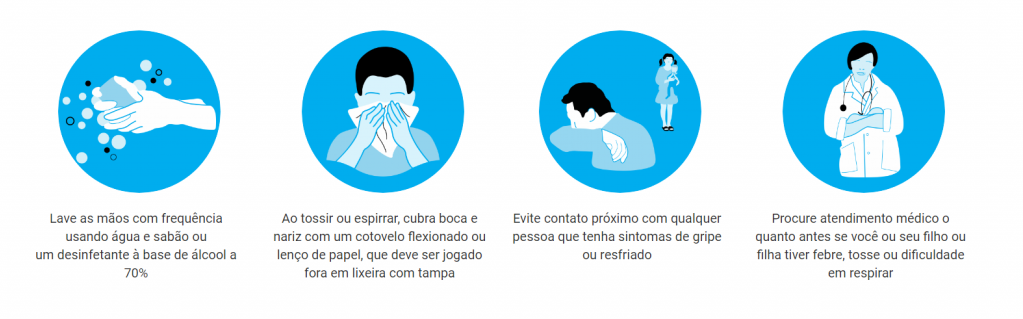 Lave as mãos com frequência
usando água e sabão ou
um desinfetante à base de álcool a
70%
Ao tossir ou espirrar, cubra boca e
nariz com um cotovelo flexionado ou
lenço de papel, que deve ser jogado
fora em lixeira com tampa
Evite contato próximo com qualquer
pessoa que tenha sintomas de gripe
ou resfriado
Procure atendimento médico o
quanto antes se você ou seu filho ou
filha tiver febre, tosse ou dificuldade
em respirar